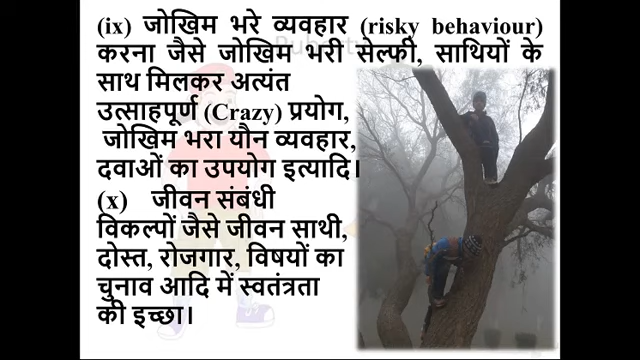 (ix) जोखिम भरे व्यवहार (risky behaviour)
करना जैसे जोखिम भरी सेल्फी, साथियों के
साथ मिलकर अत्यंत
उत्साहपूर्ण (Crazy) प्रयोग,
जोखिम भरा यौन व्यवहार,
दवाओं का उपयोग इत्यादि।
(x) जीवन संबंधी
विकल्पों जैसे जीवन साथी,
दोस्त, रोजगार, विषयों का
चुनाव आदि में स्वतंत्रता
की इच्छा।